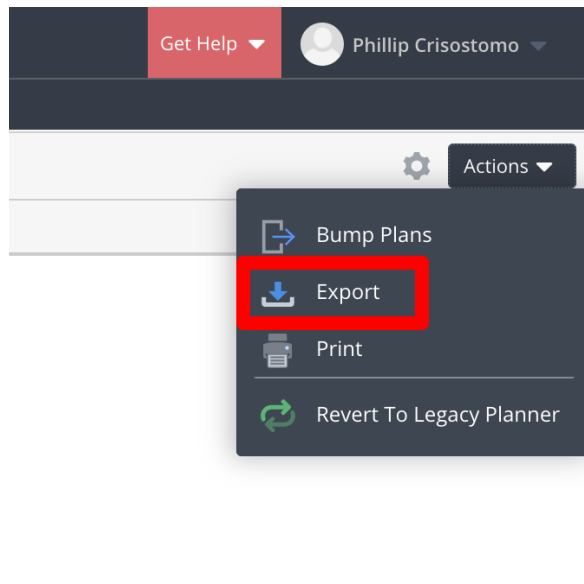 Get Help
Phillip Crisostomo
Actions
Bump Plans
Export
Print
Revert To Legacy Planner